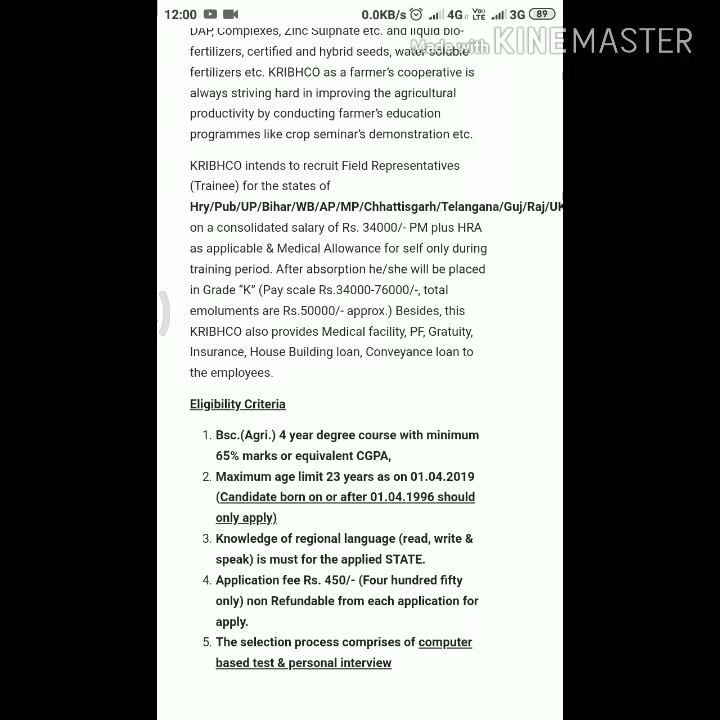 12:00 0.0KB/s 4G Vo) LTE 3G 89
Made with KINEMASTER
DAP, Complexes, Zinc Sulphate etc. and liquid bio-
fertilizers, certified and hybrid seeds, water soluble
fertilizers etc. KRIBHCO as a farmer's cooperative is
always striving hard in improving the agricultural
productivity by conducting farmer's education
programmes like crop seminar's demonstration etc.
KRIBHCO intends to recruit Field Representatives
(Trainee) for the states of
Hry/Pub/UP/Bihar/WB/AP/MP/Chhattisgarh/Telangana/Guj/Raj/UK
on a consolidated salary of Rs. 34000/- PM plus HRA
as applicable & Medical Allowance for self only during
training period. After absorption he/she will be placed
in Grade “K” (Pay scale Rs.34000-76000/-, total
emoluments are Rs.50000/- approx.) Besides, this
KRIBHCO also provides Medical facility, PF, Gratuity,
Insurance, House Building loan, Conveyance loan to
the employees.
Eligibility Criteria
1. Bsc.(Agri.) 4 year degree course with minimum
65% marks or equivalent CGPA,
2. Maximum age limit 23 years as on 01.04.2019
(Candidate born on or after 01.04.1996 should
only apply)
3. Knowledge of regional language (read, write &
speak) is must for the applied STATE.
4. Application fee Rs. 450/- (Four hundred fifty
only) non Refundable from each application for
apply.
5. The selection process comprises of computer
based test & personal interview